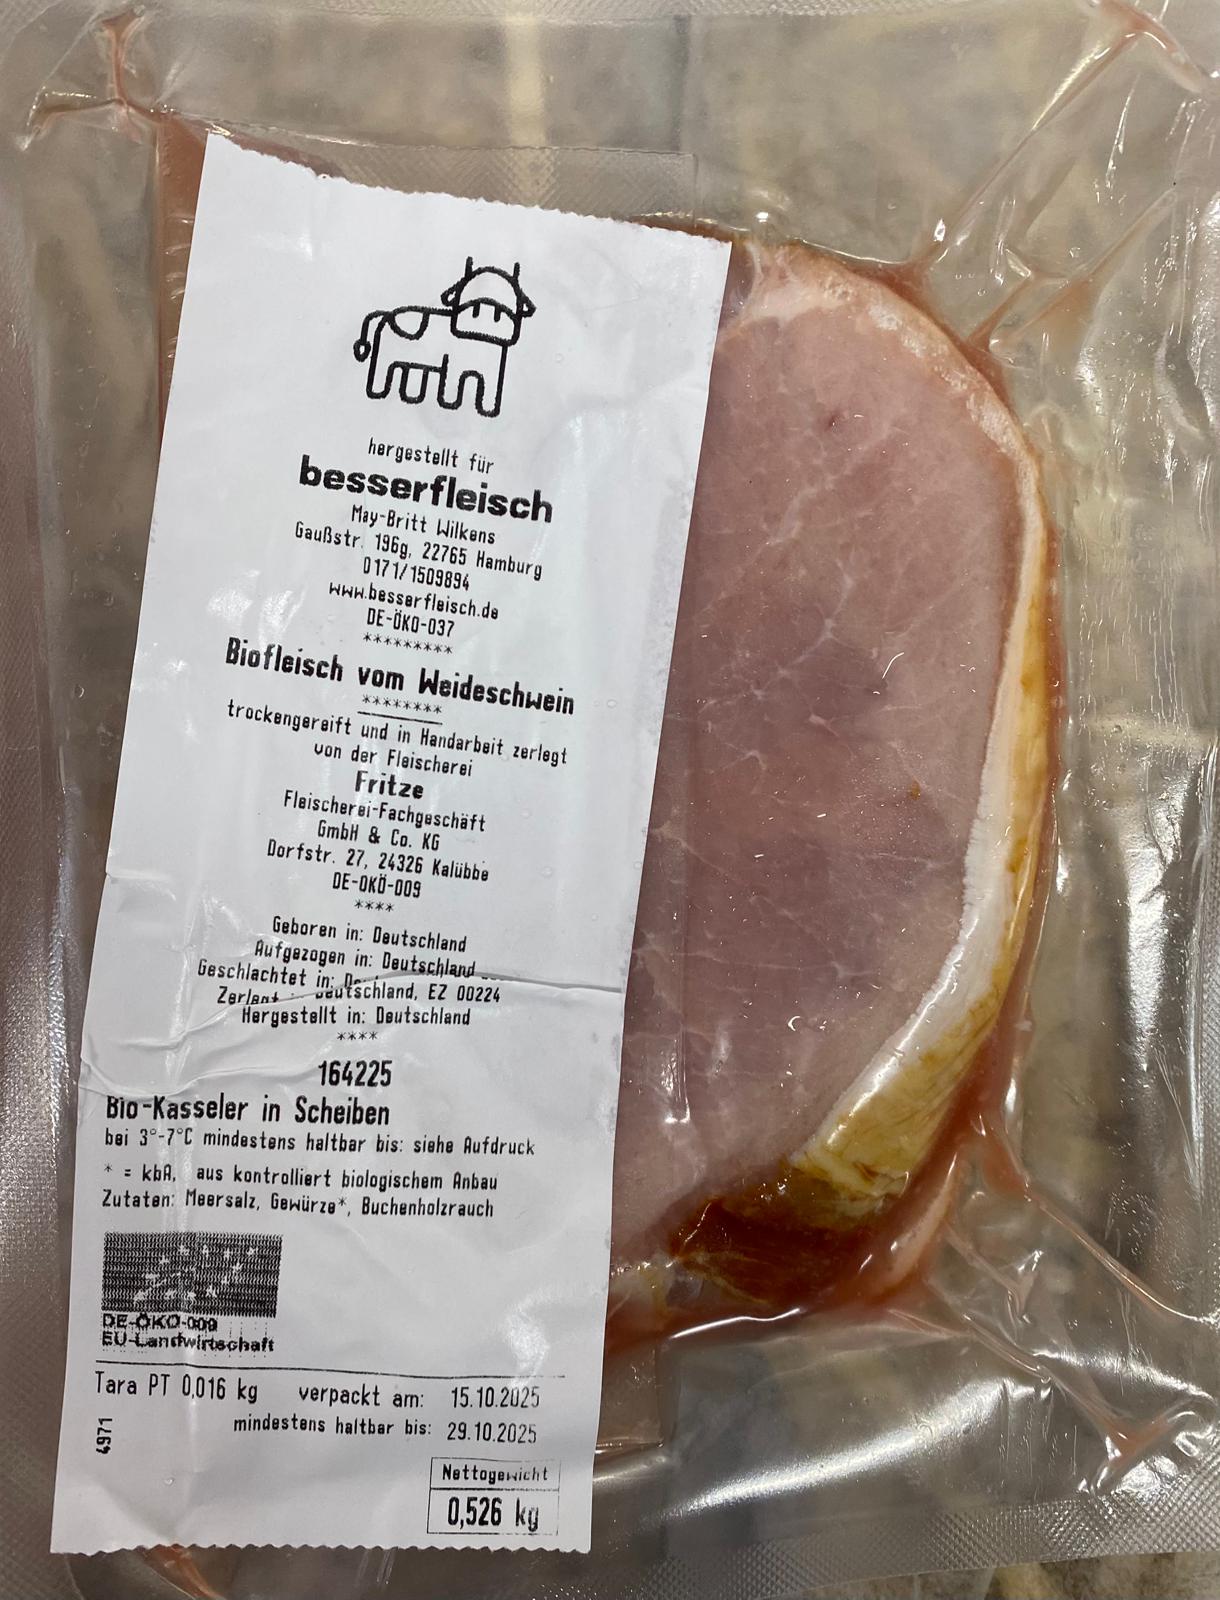 hergestellt für
besserfleisch
May-Britt Wilkens
Gaußstr. 196g, 22765 Hamburg
0171/1509894
www.besserfleisch.de
DE-ÖKO-037
*********
Biofleisch vom Weideschwein
********
trockengereift und in Handarbeit zerlegt
von der Fleischerei
Fritze
Fleischerei-Fachgeschäft
GmbH & Co. KG
Dorfstr. 27, 24326 Kalübbe
DE-ÖKO-009
****
Geboren in: Deutschland
Aufgezogen in: Deutschland
Geschlachtet in:
Zerlegt Deutschland, EZ 00224
Hergestellt in: Deutschland
****
164225
Bio-Kasseler in Scheiben
bei 3°-7°C mindestens haltbar bis: siehe Aufdruck
* = kbA, aus kontrolliert biologischem Anbau
Zutaten: Meersalz, Gewürze*, Buchenholzrauch
DE-ÖKO-009
EU-Landwirtschaft
Tara PT 0,016 kg verpackt am: 15.10.2025
mindestens haltbar bis: 29.10.2025
4971
Nettogewicht
0,526 kg